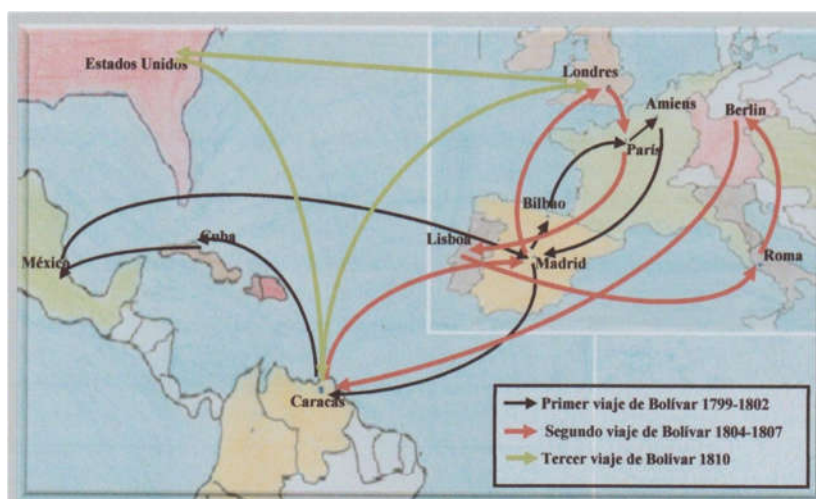 Estados Unidos
Londres
Amiens
Berlin
París
Bilbao
Cuba
Lisboa
México
Madrid
Roma
Caracas
Primer viaje de Bolívar 1799-1802
Segundo viaje de Bolívar 1804-1807
Tercer viaje de Bolívar 1810